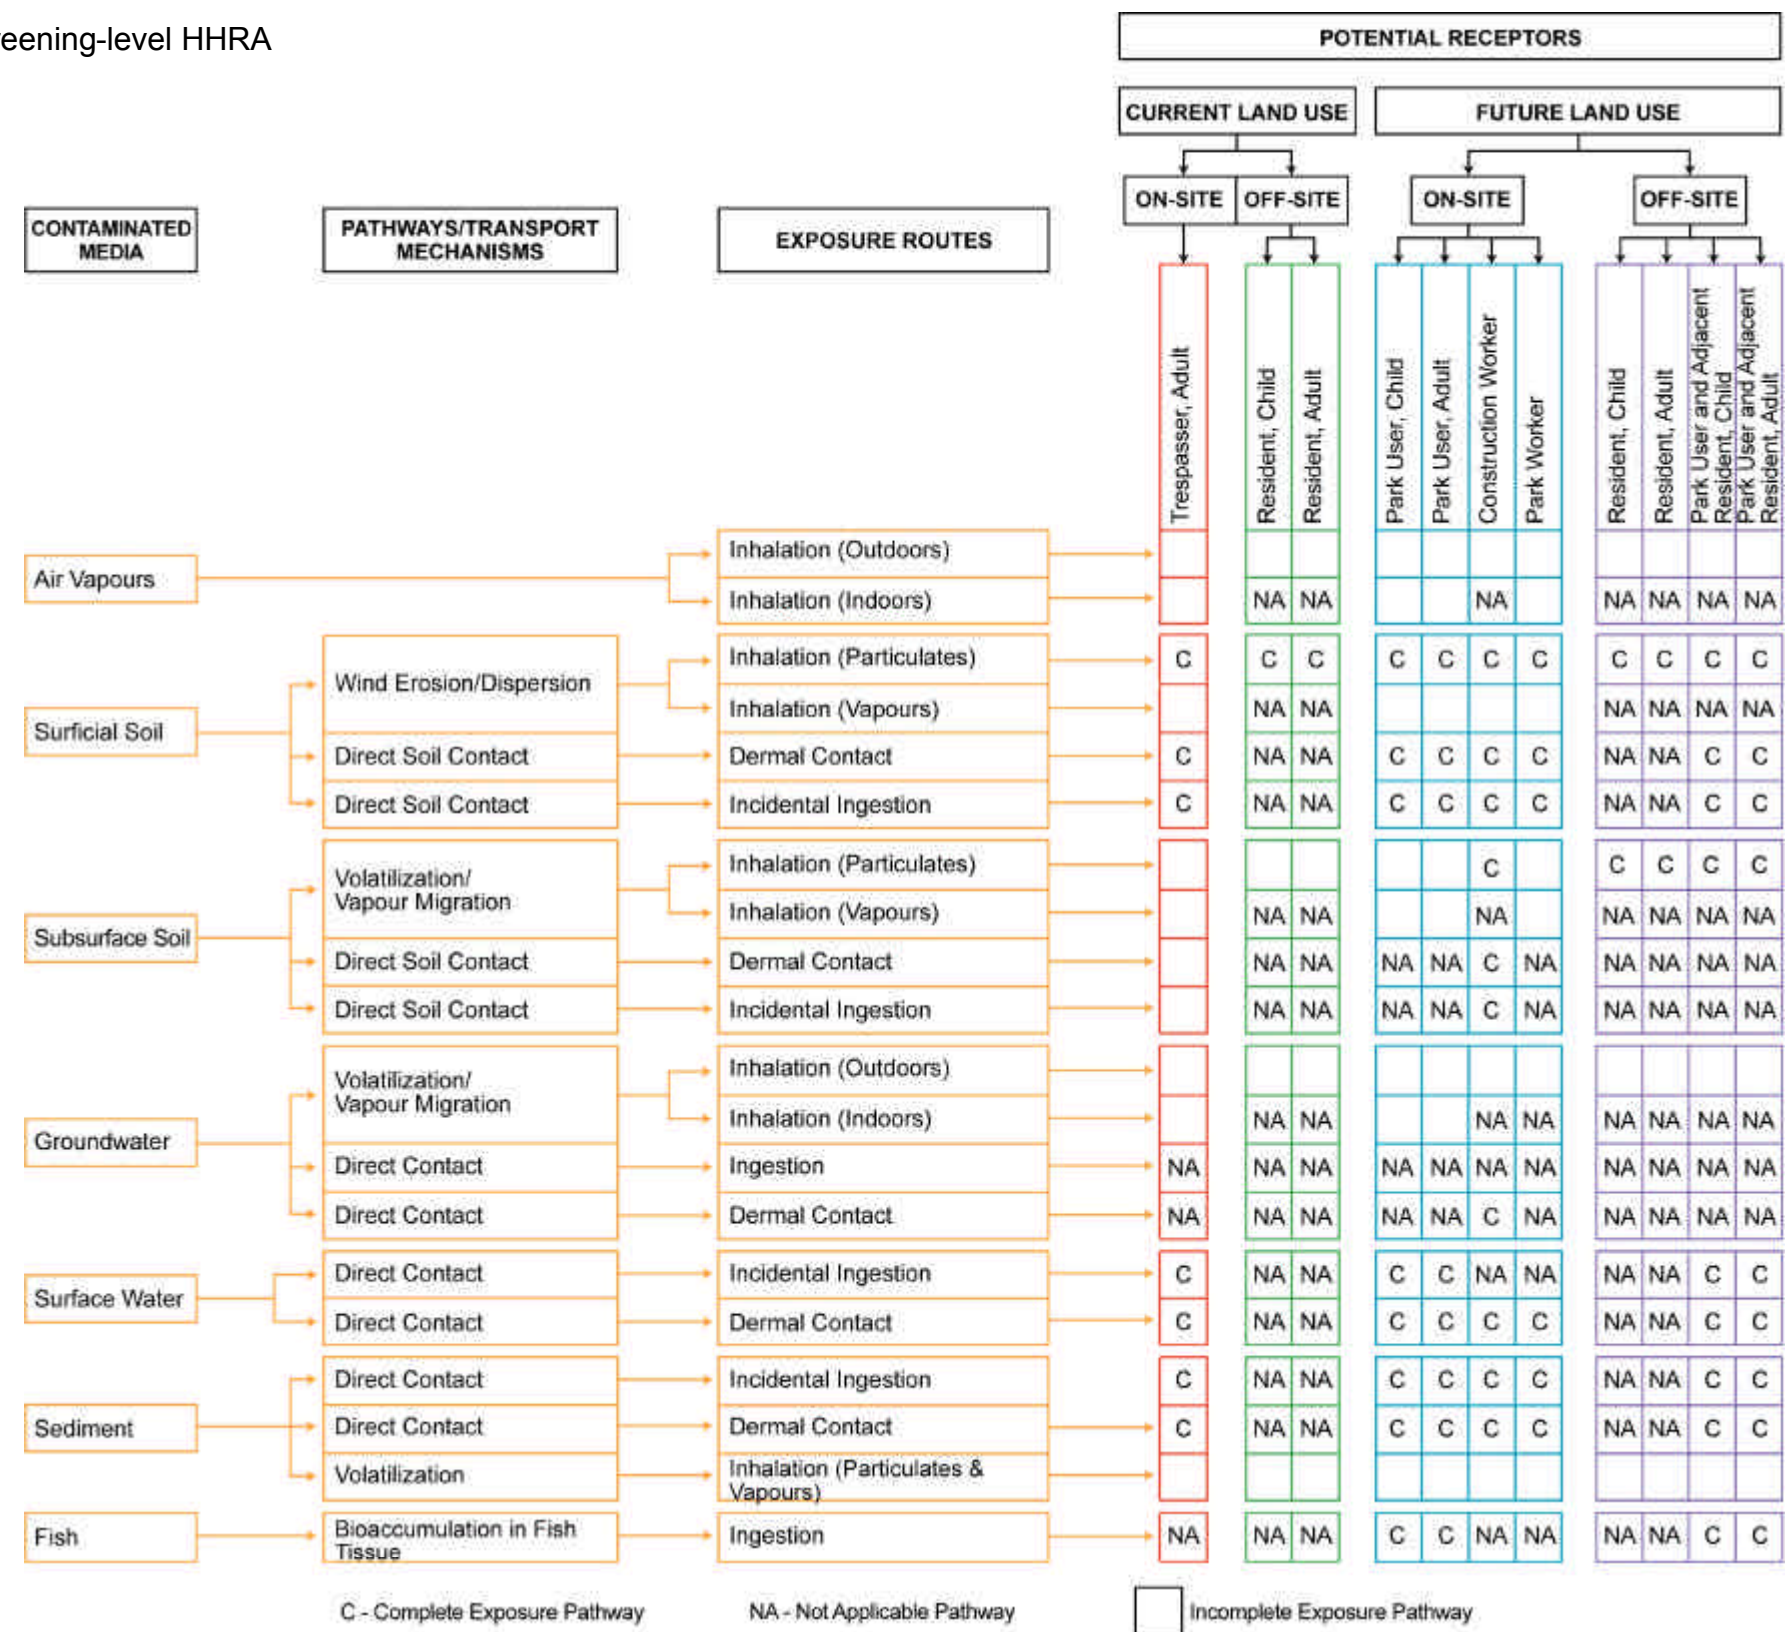 reening-level HHRA
POTENTIAL RECEPTORS
CURRENT LAND USE
FUTURE LAND USE
ON-SITE
OFF-SITE
ON-SITE
OFF-SITE
CONTAMINATED
MEDIA
PATHWAYS/TRANSPORT
MECHANISMS
EXPOSURE ROUTES
Trespasser, Adult
Resident, Child
Resident, Adult
Park User, Child
Park User, Adult
Construction Worker
Park Worker
Resident, Child
Resident, Adult
Park User and Adjacent
Resident, Child
Park User and Adjacent
Resident, Adult
Air Vapours
Inhalation (Outdoors)
Inhalation (Indoors) NA NA NA NA NA NA NA
Surficial Soil
Wind Erosion/Dispersion
Inhalation (Particulates) C C C C C C C C C C C
Inhalation (Vapours) NA NA NA NA NA NA
Direct Soil Contact Dermal Contact C NA NA C C C C NA NA C C
Direct Soil Contact Incidental Ingestion C NA NA C C C C NA NA C C
Subsurface Soil
Volatilization/
Vapour Migration
Inhalation (Particulates) C C C C C
Inhalation (Vapours) NA NA NA NA NA NA NA
Direct Soil Contact Dermal Contact NA NA NA NA C NA NA NA NA NA
Direct Soil Contact Incidental Ingestion NA NA NA NA C NA NA NA NA NA
Groundwater
Volatilization/
Vapour Migration
Inhalation (Outdoors)
Inhalation (Indoors) NA NA NA NA NA NA NA NA
Direct Contact Ingestion NA NA NA NA NA NA NA NA NA NA NA
Direct Contact Dermal Contact NA NA NA NA NA C NA NA NA NA NA
Surface Water
Direct Contact Incidental Ingestion C NA NA C C NA NA NA NA C C
Direct Contact Dermal Contact C NA NA C C C C NA NA C C
Sediment
Direct Contact Incidental Ingestion C NA NA C C C C NA NA C C
Direct Contact Dermal Contact C NA NA C C C C NA NA C C
Volatilization
Inhalation (Particulates &
Vapours)
Fish
Bioaccumulation in Fish
Tissue
Ingestion NA NA NA C C NA NA NA NA C C
C - Complete Exposure Pathway
NA - Not Applicable Pathway
Incomplete Exposure Pathway